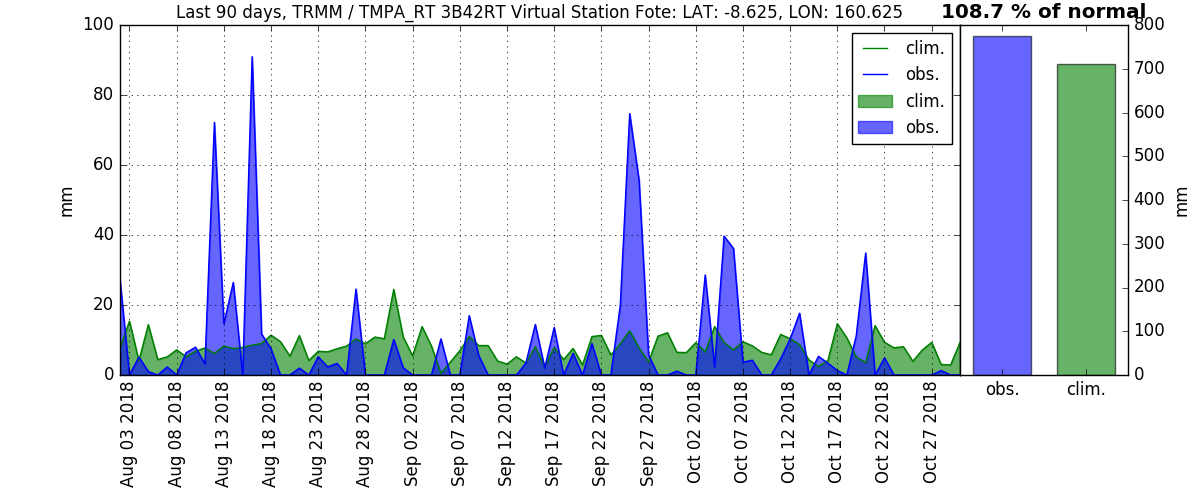 Last 90 days, TRMM / TMPA_RT 3B42RT Virtual Station Fote: LAT: -8.625, LON: 160.625
108.7 % of normal
100
80
60
40
20
0
mm
clim.
obs.
clim.
obs.
800
700
600
500
400
300
200
100
0
mm
Aug 03 2018
Aug 08 2018
Aug 13 2018
Aug 18 2018
Aug 23 2018
Aug 28 2018
Sep 02 2018
Sep 07 2018
Sep 12 2018
Sep 17 2018
Sep 22 2018
Sep 27 2018
Oct 02 2018
Oct 07 2018
Oct 12 2018
Oct 17 2018
Oct 22 2018
Oct 27 2018
obs.
clim.